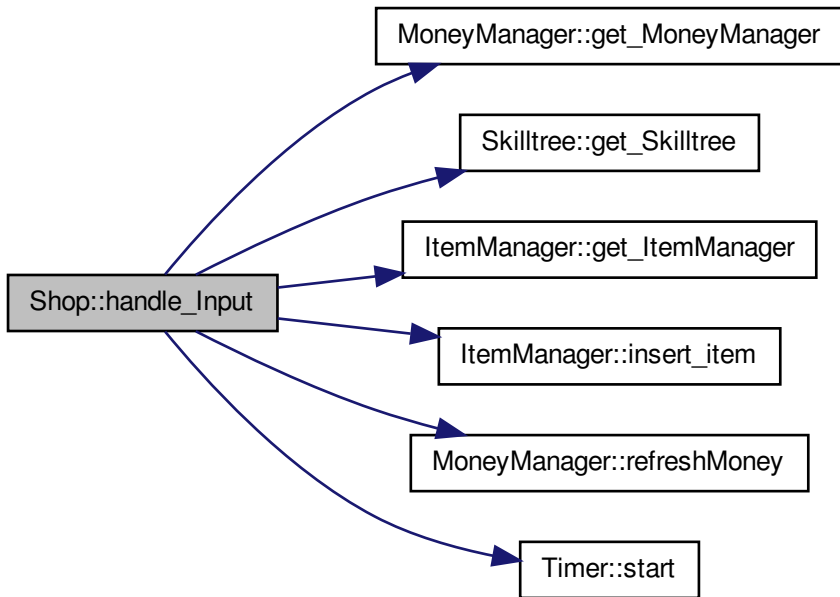 MoneyManager::get_MoneyManager
Skilltree::get_Skilltree
ItemManager::get_ItemManager
Shop::handle_Input
ItemManager::insert_item
MoneyManager::refreshMoney
Timer::start